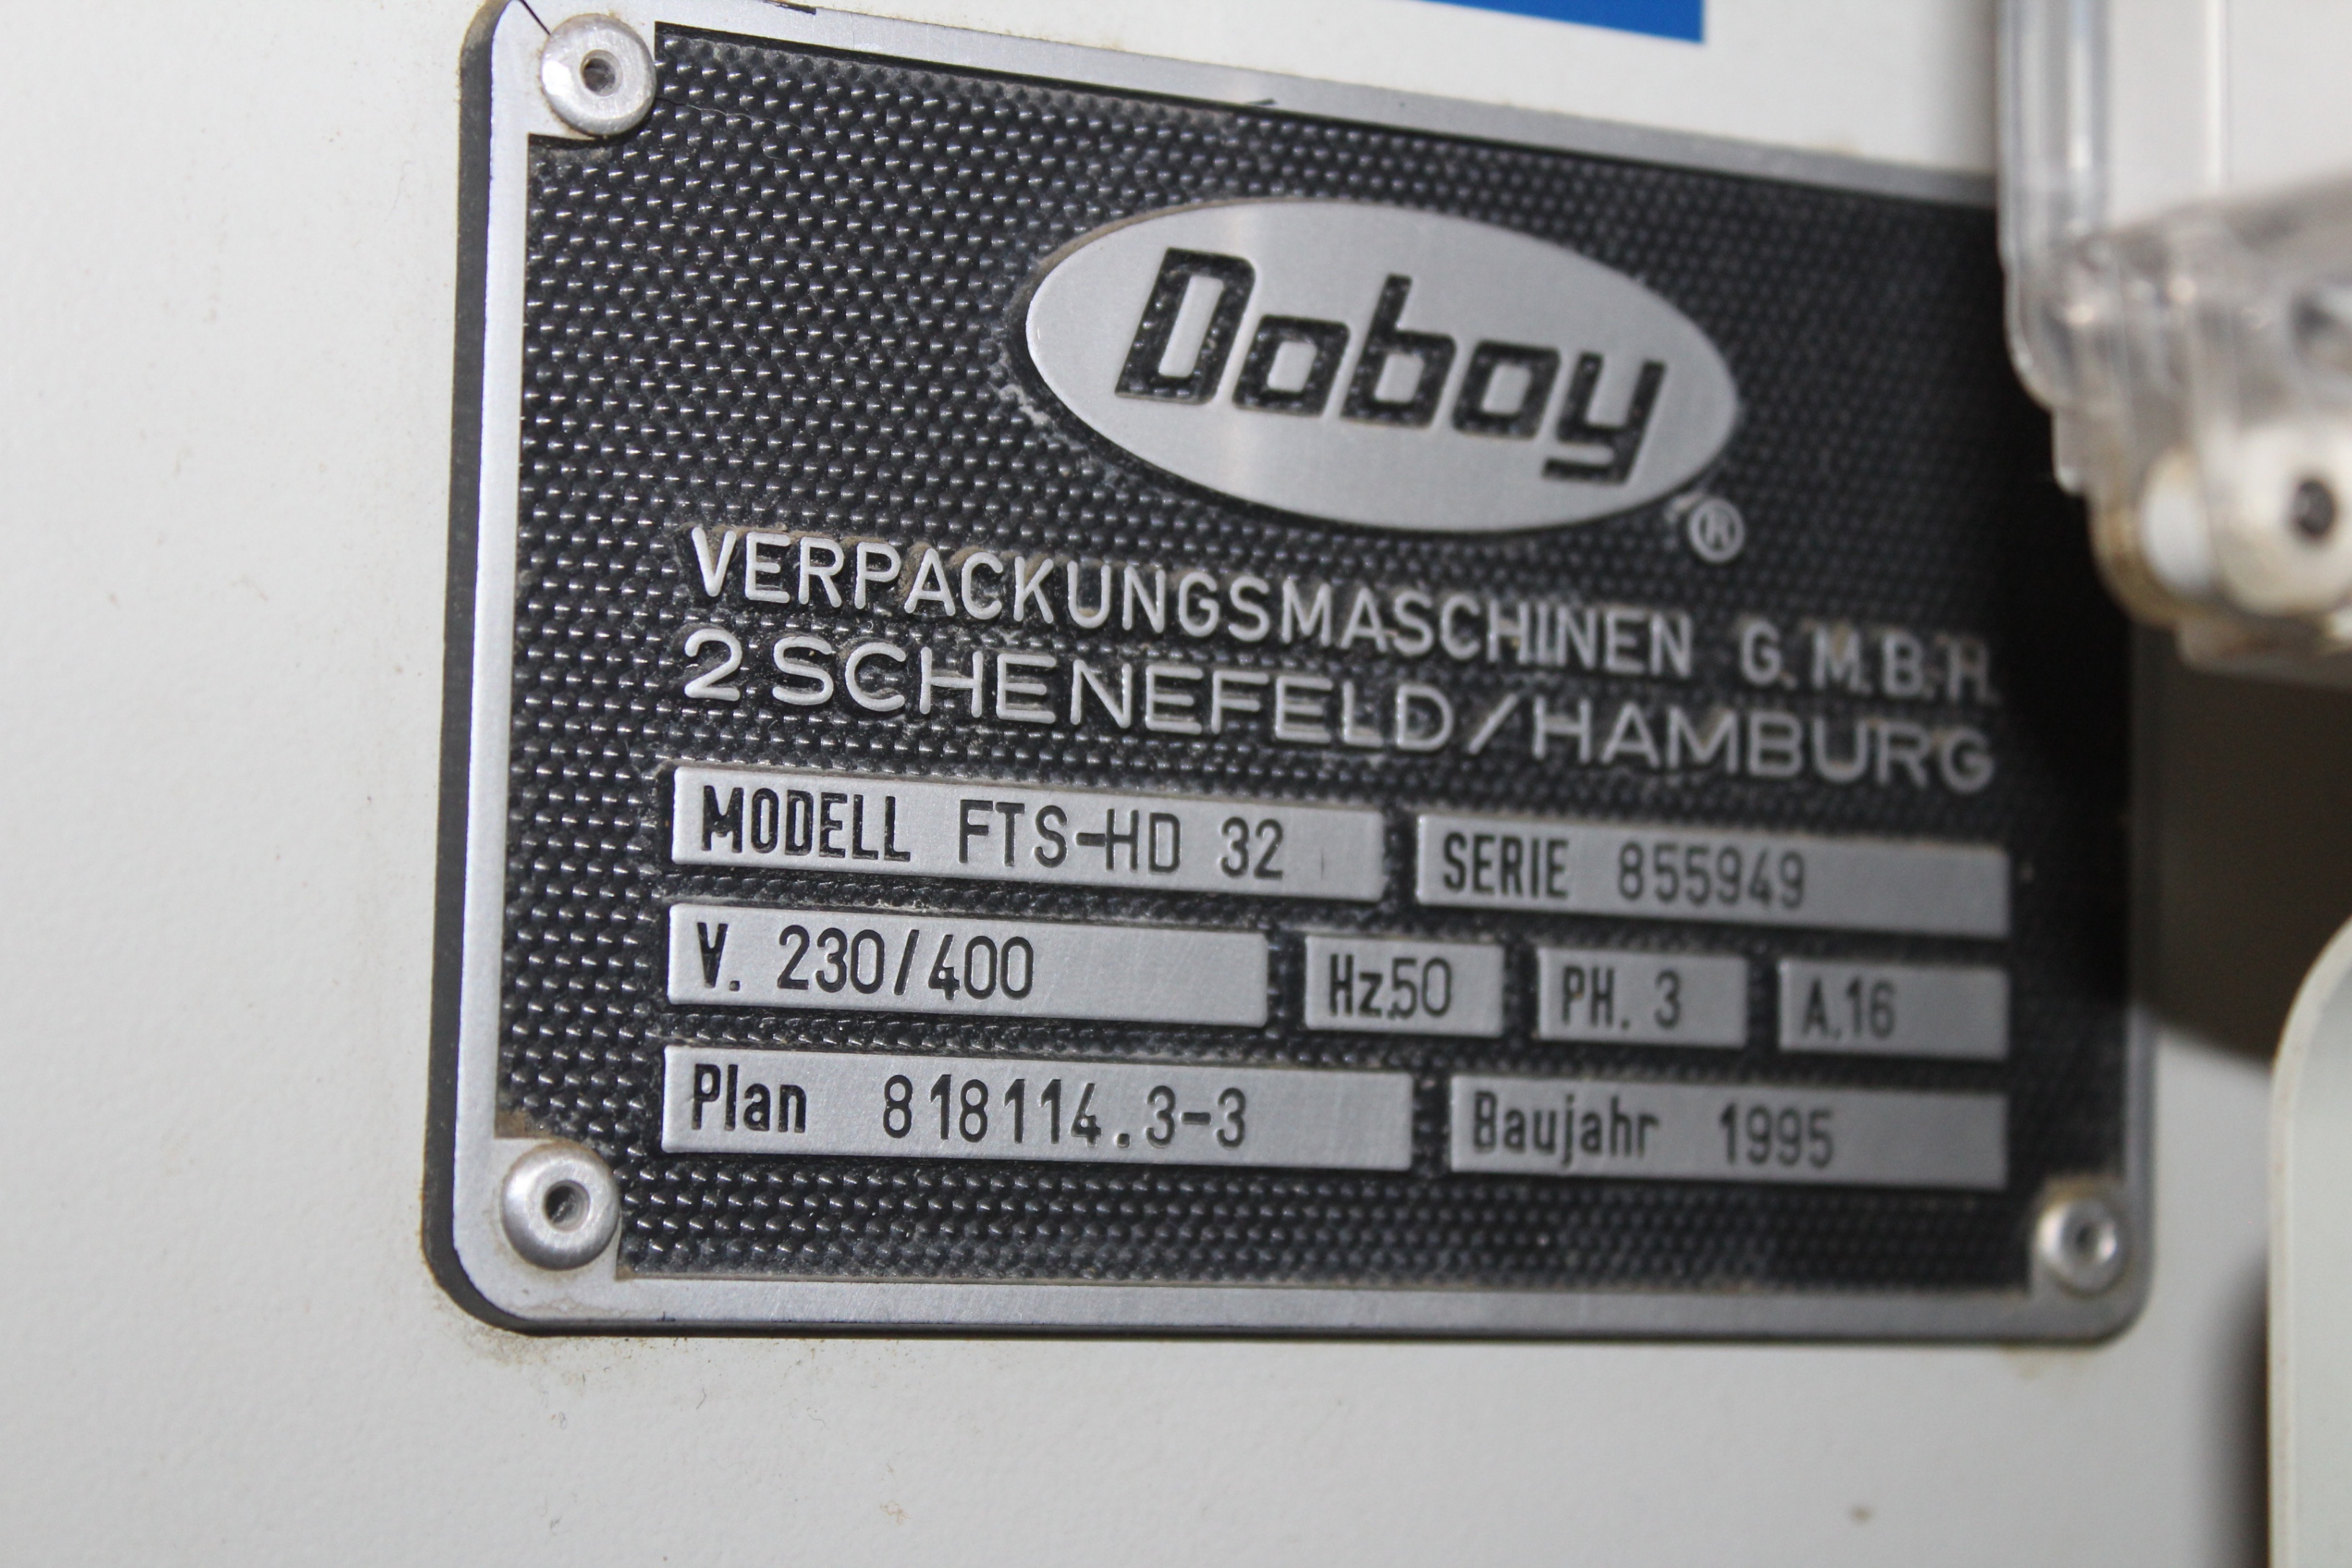 Doboy
®
VERPACKUNGSMASCHINEN G.M.B.H.
2 SCHENEFELD/HAMBURG
MODELL FTS-HD 32 SERIE 855949
V. 230/400 Hz.50 PH. 3 A.16
Plan 818114.3-3 Baujahr 1995